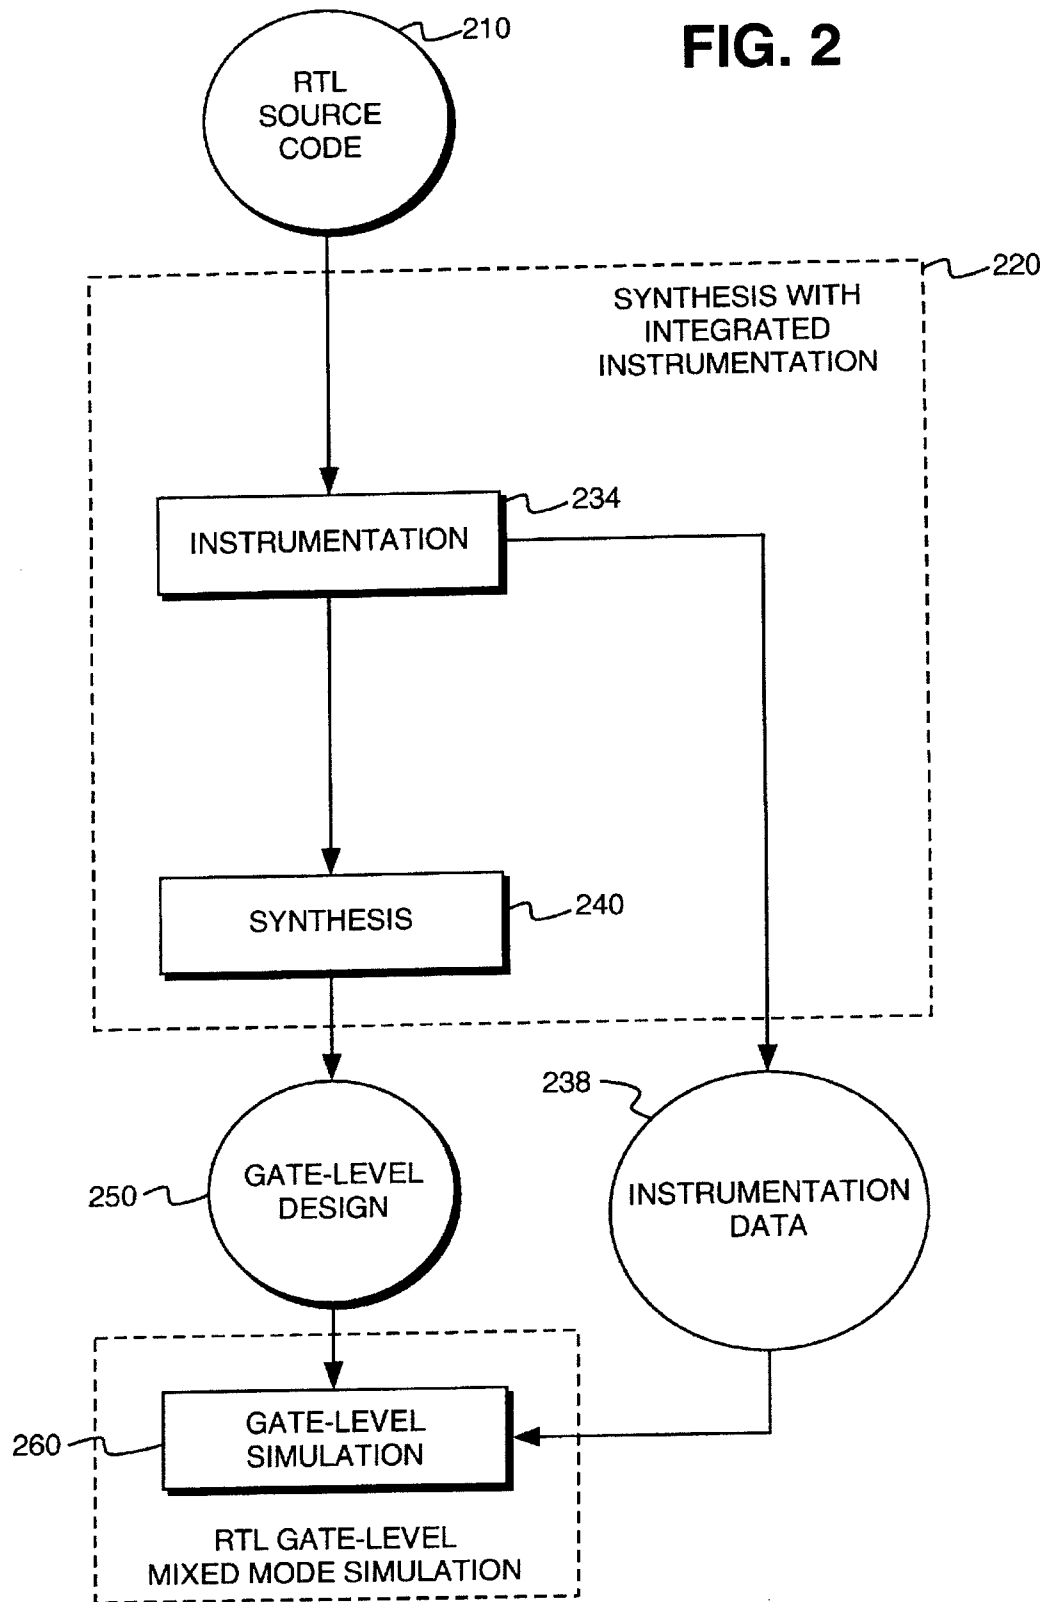 FIG. 2
210
RTL
SOURCE
CODE
220
SYNTHESIS WITH
INTEGRATED
INSTRUMENTATION
234
INSTRUMENTATION
240
SYNTHESIS
238
250
GATE-LEVEL
DESIGN
INSTRUMENTATION
DATA
260
GATE-LEVEL
SIMULATION
RTL GATE-LEVEL
MIXED MODE SIMULATION